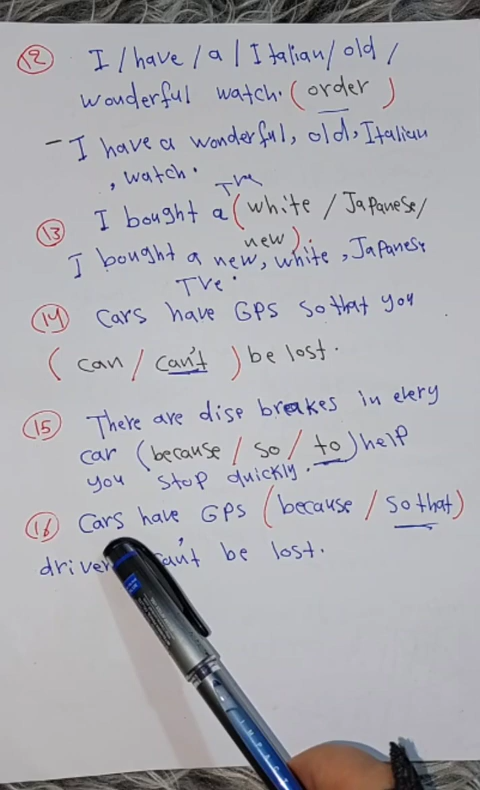 12 I / have / a / Italian / old /
wonderful watch. (order)
- I have a wonderful, old, Italian
, watch.
13 I bought a (white / Japanese /
new).
I bought a new, white, Japanese
TVe.
14 Cars have GPS so that you
(can / can't) be lost.
15 There are disc brakes in every
car (because / so / to) help
you stop quickly.
16 Cars have GPS (because / so that)
driver can't be lost.